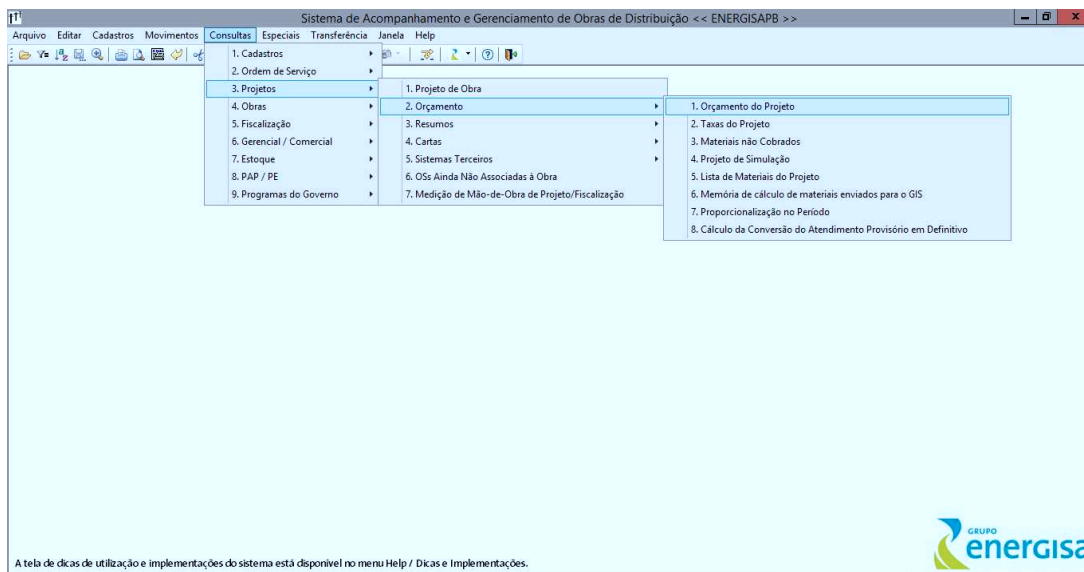 Sistema de Acompanhamento e Gerenciamento de Obras de Distribuição << ENERGISAPB >>
Arquivo Editar Cadastros Movimentos Consultas Especiais Transferência Janela Help
1. Cadastros
2. Ordem de Serviço
3. Projetos
4. Obras
5. Fiscalização
6. Gerencial / Comercial
7. Estoque
8. PAP / PE
9. Programas do Governo
1. Projeto de Obra
2. Orçamento
3. Resumos
4. Cartas
5. Sistemas Terceiros
6. OSs Ainda Não Associadas à Obra
7. Medição de Mão-de-Obra de Projeto/Fiscalização
1. Orçamento do Projeto
2. Taxas do Projeto
3. Materiais não Cobrados
4. Projeto de Simulação
5. Lista de Materiais do Projeto
6. Memória de cálculo de materiais enviados para o GIS
7. Proporcionalização no Período
8. Cálculo da Conversão do Atendimento Provisório em Definitivo
GRUPO
energisa
A tela de dicas de utilização e implementações do sistema está disponível no menu Help / Dicas e Implementações.